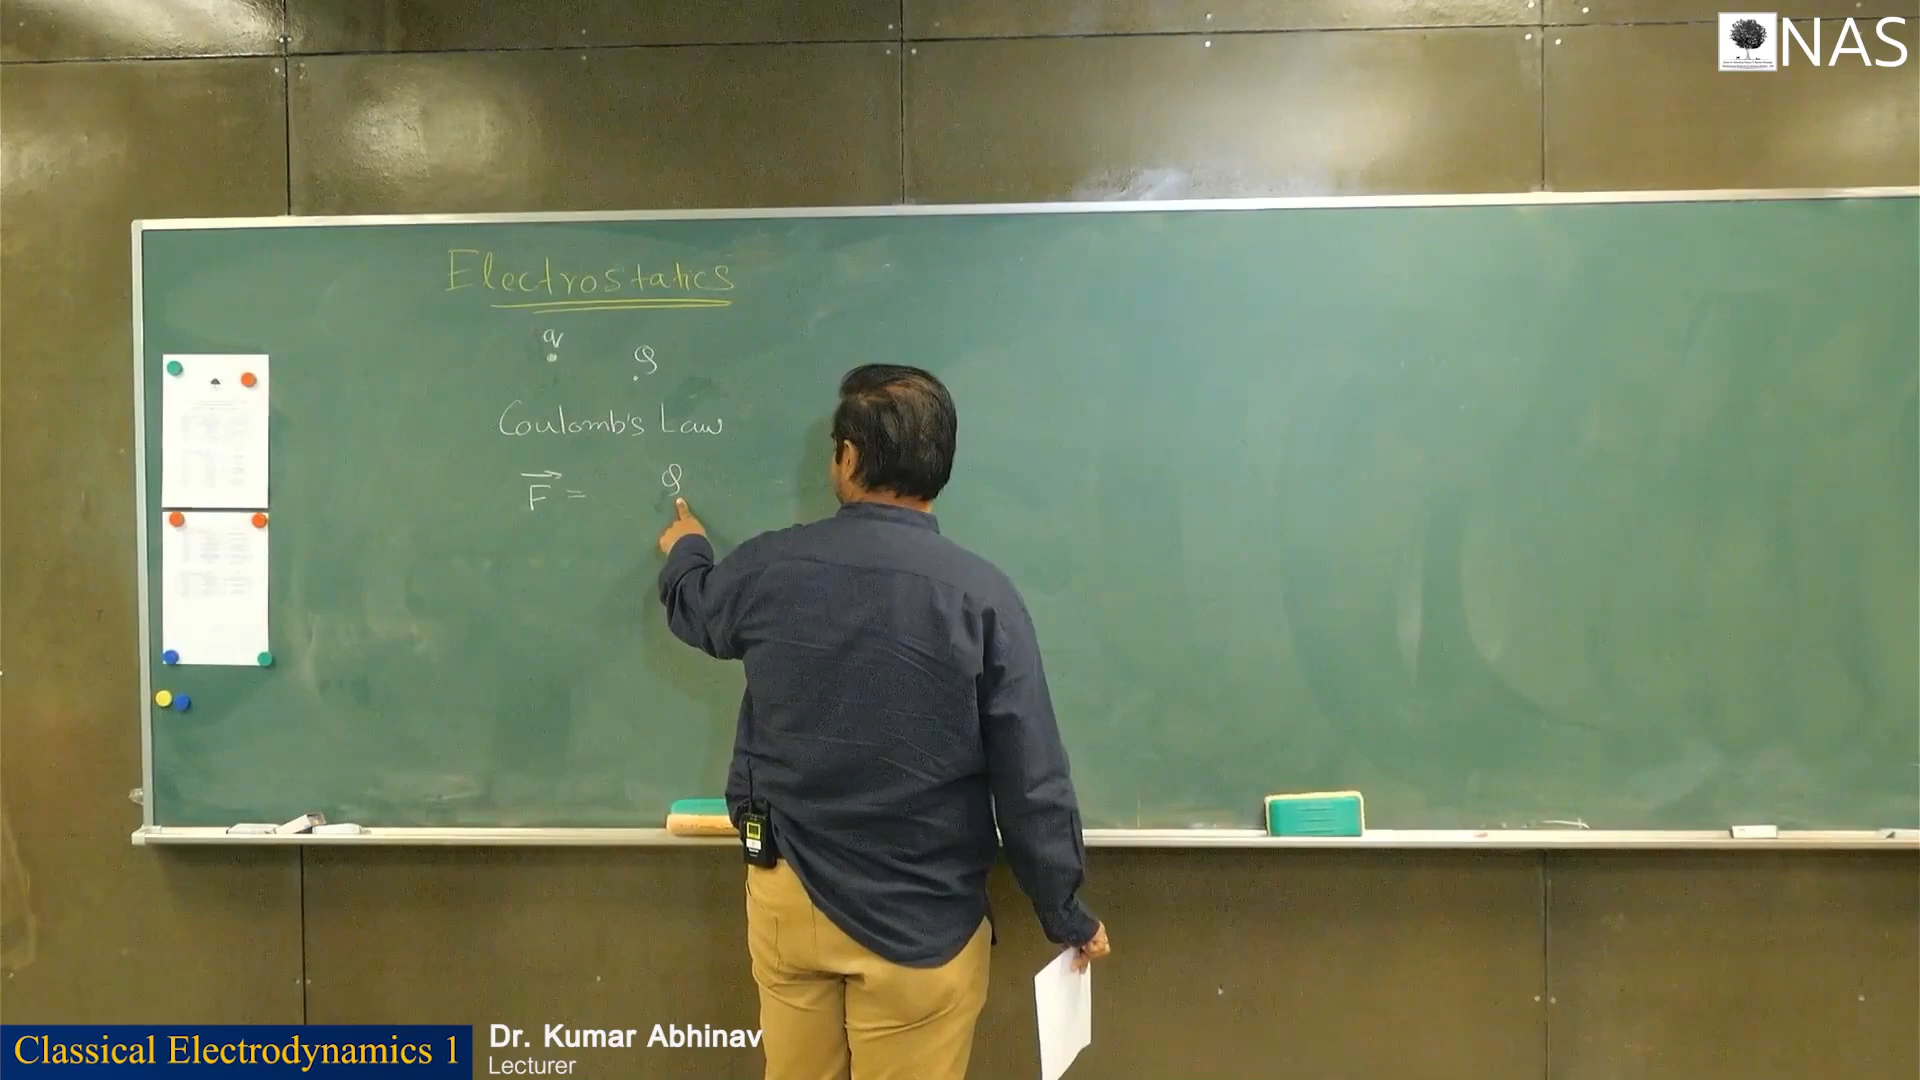 NAS
Electrostatics
q
Q
Coulomb's Law
F⃗ = Q
Classical Electrodynamics 1
Dr. Kumar Abhinav
Lecturer